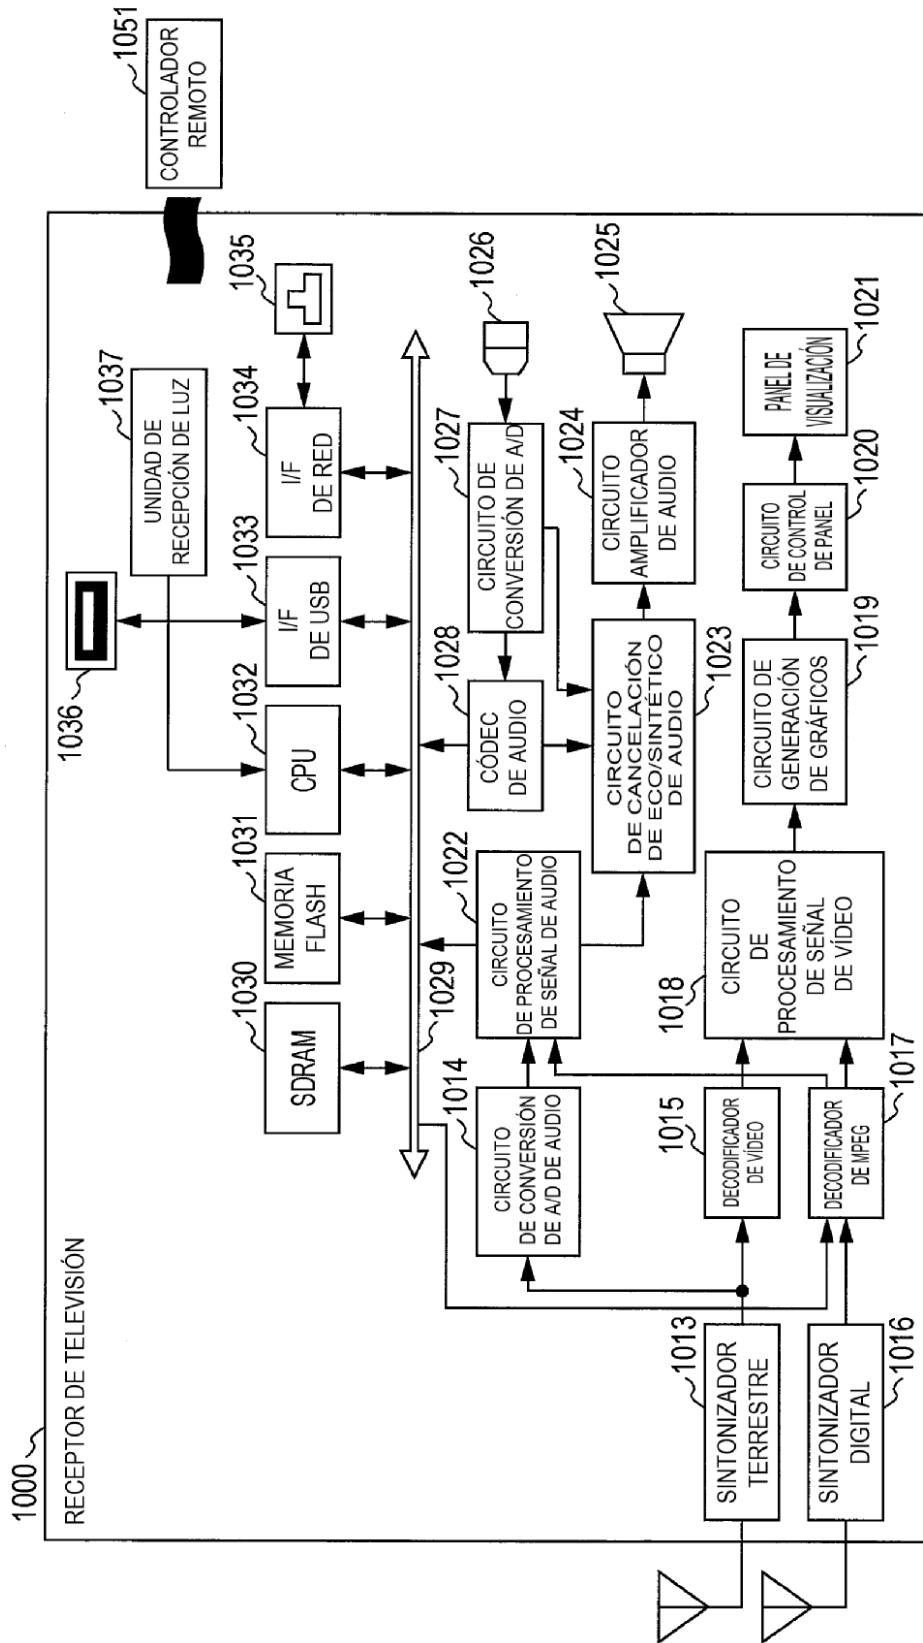 1000
RECEPTOR DE TELEVISIÓN
1051
CONTROLADOR
REMOTO
1036
1037
UNIDAD DE
RECEPCIÓN DE LUZ
1035
1030
SDRAM
1031
MEMORIA
FLASH
1032
CPU
1033
I/F
DE USB
1034
I/F
DE RED
1029
1014
CIRCUITO
DE CONVERSIÓN
DE A/D DE AUDIO
1022
CIRCUITO
DE PROCESAMIENTO
DE SEÑAL DE AUDIO
1028
CÓDEC
DE AUDIO
1027
CIRCUITO DE
CONVERSIÓN DE A/D
1026
CIRCUITO
DE CANCELACIÓN
DE ECO/SINTÉTICO
DE AUDIO
1023
1024
CIRCUITO
AMPLIFICADOR
DE AUDIO
1025
1013
SINTONIZADOR
TERRESTRE
1015
DECODIFICADOR
DE VÍDEO
1018
CIRCUITO
DE
PROCESAMIENTO
DE SEÑAL
DE VÍDEO
CIRCUITO DE
GENERACIÓN
DE GRÁFICOS
1019
CIRCUITO
DE CONTROL
DE PANEL
1020
PANEL DE
VISUALIZACIÓN
1021
SINTONIZADOR
DIGITAL
1016
DECODIFICADOR
DE MPEG
1017